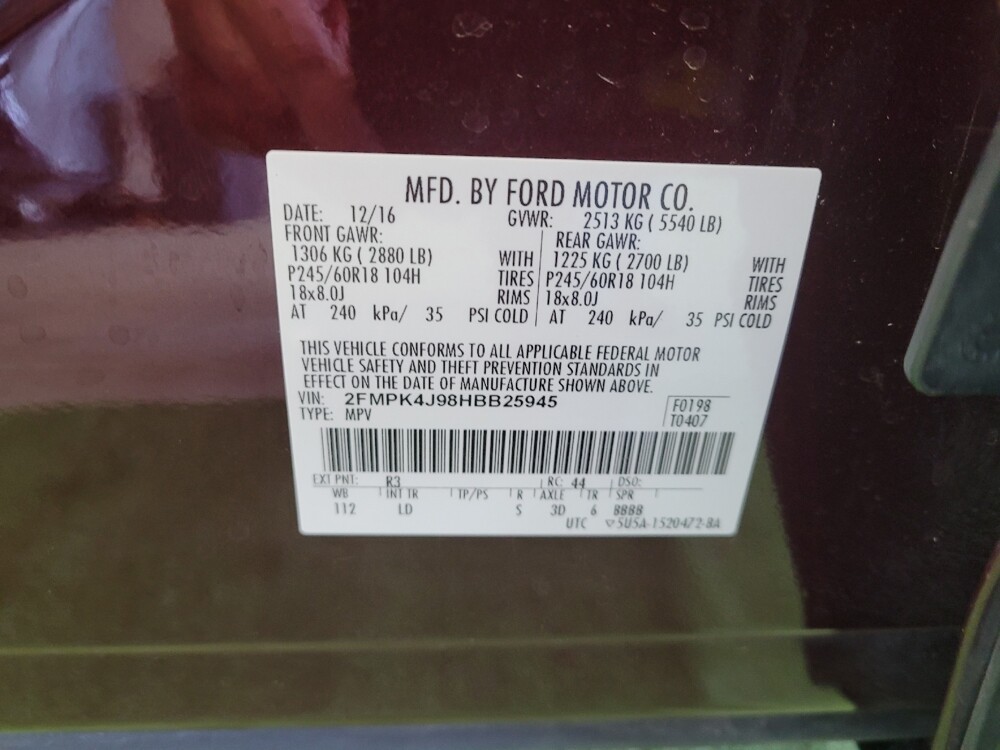 MFD. BY FORD MOTOR CO.
DATE: 12/16 GVWR: 2513 KG ( 5540 LB)
FRONT GAWR: REAR GAWR:
1306 KG ( 2880 LB) WITH 1225 KG ( 2700 LB) WITH
P245/60R18 104H TIRES P245/60R18 104H TIRES
18x8.0J RIMS 18x8.0J RIMS
AT 240 kPa/ 35 PSI COLD AT 240 kPa/ 35 PSI COLD
THIS VEHICLE CONFORMS TO ALL APPLICABLE FEDERAL MOTOR
VEHICLE SAFETY AND THEFT PREVENTION STANDARDS IN
EFFECT ON THE DATE OF MANUFACTURE SHOWN ABOVE.
VIN: 2FMPK4J98HBB25945 F0198
TYPE: MPV T0407
EXT PNT: R3 RC: 44 DSO:
WB INT TR TP/PS R AXLE TR SPR
112 LD S 3D 6 BBBB
UTC ▽5U5A-1520472-BA